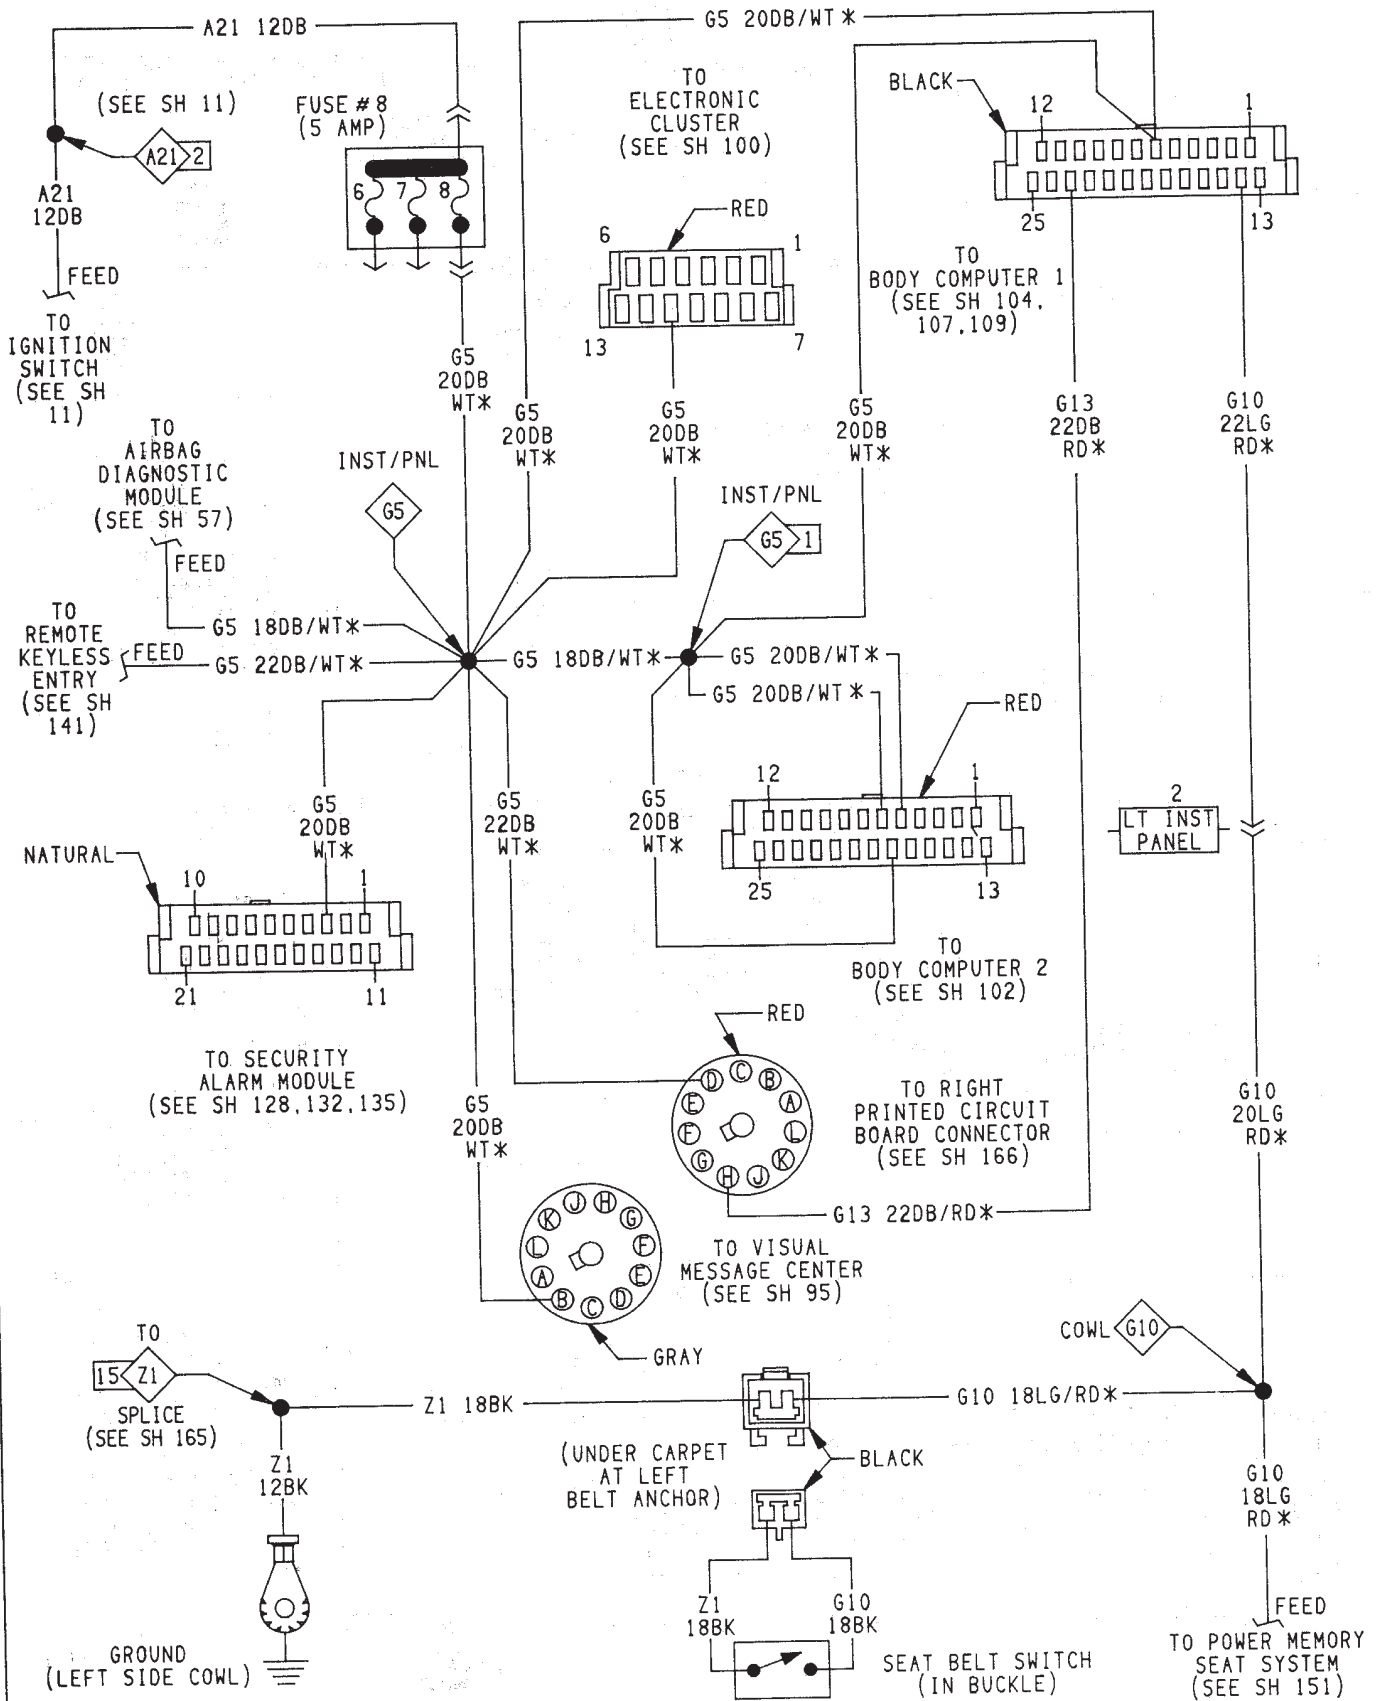 A21 12DB
G5 20DB/WT*
(SEE SH 11)
A21
2
FUSE #8
(5 AMP)
6
7
8
A21
12DB
FEED
TO
IGNITION
SWITCH
(SEE SH
11)
TO
ELECTRONIC
CLUSTER
(SEE SH 100)
RED
6
1
13
7
BLACK
12
1
25
13
TO
BODY COMPUTER 1
(SEE SH 104,
107,109)
G5
20DB
WT*
G5
20DB
WT*
G5
20DB
WT*
G5
20DB
WT*
G13
22DB
RD*
G10
22LG
RD*
TO
AIRBAG
DIAGNOSTIC
MODULE
(SEE SH 57)
FEED
INST/PNL
G5
INST/PNL
G5
1
TO
REMOTE
KEYLESS
ENTRY
(SEE SH
141)
FEED
G5 18DB/WT*
G5 22DB/WT*
G5 18DB/WT*
G5 20DB/WT*
G5 20DB/WT*
RED
12
1
25
13
TO
BODY COMPUTER 2
(SEE SH 102)
2
LT INST
PANEL
G5
20DB
WT*
G5
22DB
WT*
G5
20DB
WT*
NATURAL
10
1
21
11
TO SECURITY
ALARM MODULE
(SEE SH 128,132,135)
G5
20DB
WT*
RED
D
C
B
E
A
F
L
G
K
H
J
TO RIGHT
PRINTED CIRCUIT
BOARD CONNECTOR
(SEE SH 166)
G10
20LG
RD*
G13 22DB/RD*
J
H
K
G
L
F
A
E
B
C
D
TO VISUAL
MESSAGE CENTER
(SEE SH 95)
GRAY
COWL
G10
TO
15
Z1
SPLICE
(SEE SH 165)
Z1 18BK
G10 18LG/RD*
Z1
12BK
(UNDER CARPET
AT LEFT
BELT ANCHOR)
BLACK
G10
18LG
RD*
Z1
18BK
G10
18BK
GROUND
(LEFT SIDE COWL)
SEAT BELT SWITCH
(IN BUCKLE)
FEED
TO POWER MEMORY
SEAT SYSTEM
(SEE SH 151)